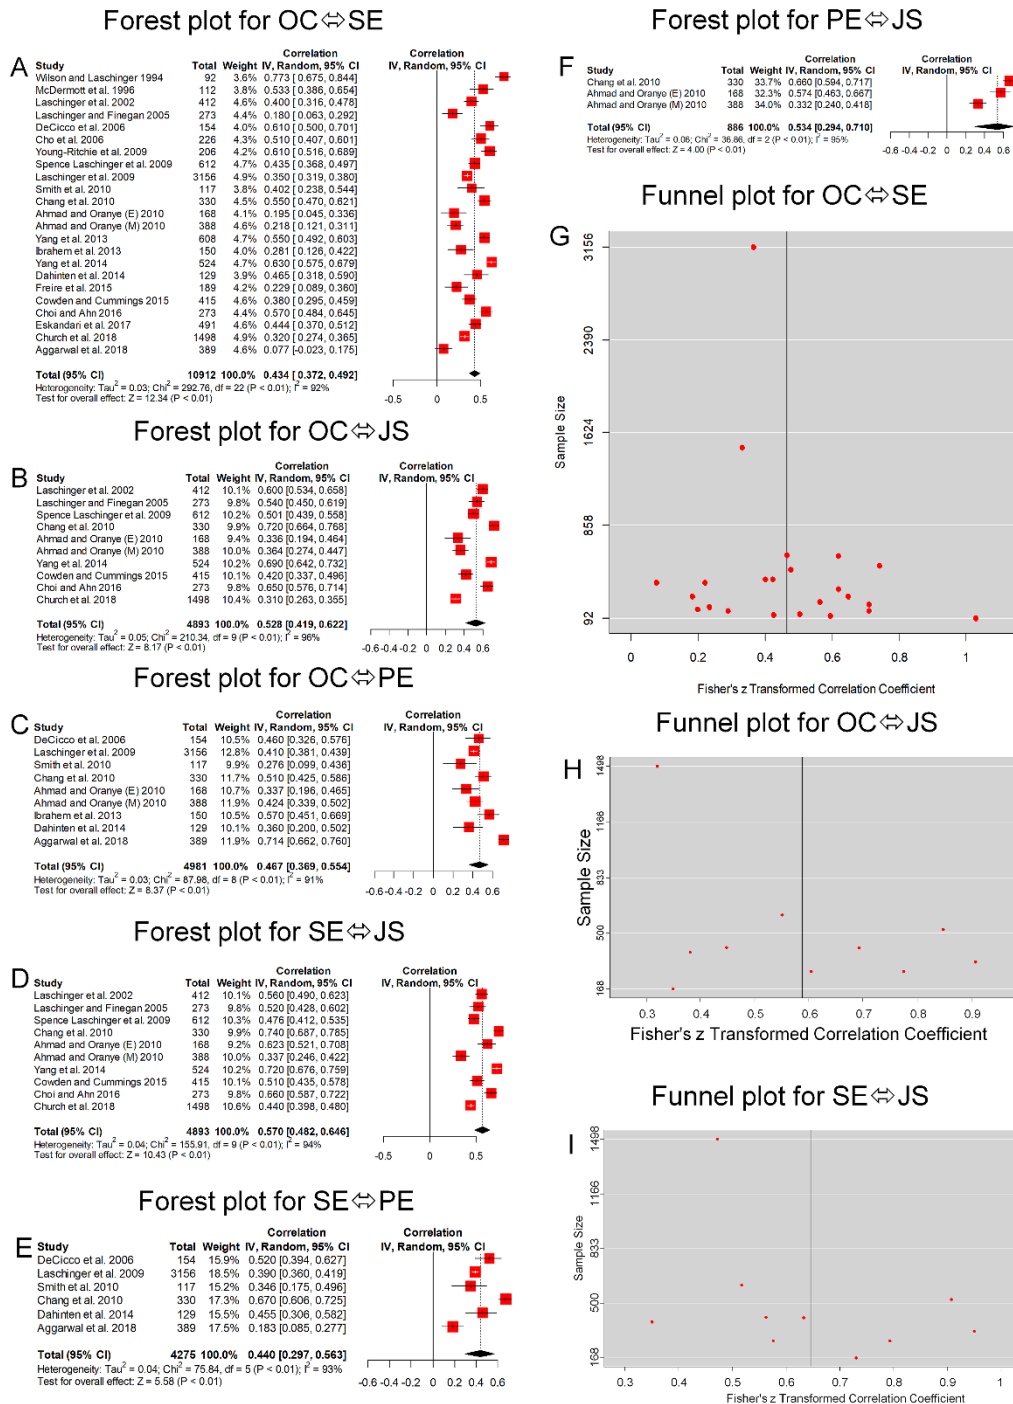 Forest plot for OC⇔SE
A
Correlation
Study Total Weight IV, Random, 95% CI
Correlation
IV, Random, 95% CI
Wilson and Laschinger 1994 92 3.6% 0.773 [0.675, 0.844]
McDermott et al. 1996 112 3.8% 0.533 [0.386, 0.654]
Laschinger et al. 2002 412 4.6% 0.400 [0.316, 0.478]
Laschinger and Finegan 2005 273 4.4% 0.180 [0.063, 0.292]
DeCicco et al. 2006 154 4.0% 0.610 [0.500, 0.701]
Cho et al. 2006 226 4.3% 0.510 [0.407, 0.601]
Young-Ritchie et al. 2009 206 4.2% 0.610 [0.516, 0.689]
Spence Laschinger et al. 2009 612 4.7% 0.435 [0.368, 0.497]
Laschinger et al. 2009 3156 4.9% 0.350 [0.319, 0.380]
Smith et al. 2010 117 3.9% 0.402 [0.238, 0.544]
Chang et al. 2010 330 4.5% 0.550 [0.470, 0.621]
Ahmad and Oranye (E) 2010 168 4.1% 0.195 [0.045, 0.336]
Ahmad and Oranye (M) 2010 388 4.6% 0.218 [0.121, 0.311]
Yang et al. 2013 608 4.7% 0.550 [0.492, 0.603]
Ibrahem et al. 2013 150 4.0% 0.281 [0.126, 0.422]
Yang et al. 2014 524 4.7% 0.630 [0.575, 0.679]
Dahinten et al. 2014 129 3.9% 0.465 [0.318, 0.590]
Freire et al. 2015 189 4.2% 0.229 [0.089, 0.360]
Cowden and Cummings 2015 415 4.6% 0.380 [0.295, 0.459]
Choi and Ahn 2016 273 4.4% 0.570 [0.484, 0.645]
Eskandari et al. 2017 491 4.6% 0.444 [0.370, 0.512]
Church et al. 2018 1498 4.8% 0.320 [0.274, 0.365]
Aggarwal et al. 2018 389 4.6% 0.077 [-0.023, 0.175]
Total (95% CI) 10912 100.0% 0.434 [0.372, 0.492]
Heterogeneity: Tau² = 0.03; Chi² = 292.76, df = 22 (P < 0.01); I² = 92%
Test for overall effect: Z = 12.34 (P < 0.01)
-0.5 0 0.5
Forest plot for OC⇔JS
B
Correlation
Study Total Weight IV, Random, 95% CI
Correlation
IV, Random, 95% CI
Laschinger et al. 2002 412 10.1% 0.600 [0.534, 0.658]
Laschinger and Finegan 2005 273 9.8% 0.540 [0.450, 0.619]
Spence Laschinger et al. 2009 612 10.2% 0.501 [0.439, 0.558]
Chang et al. 2010 330 9.9% 0.720 [0.664, 0.768]
Ahmad and Oranye (E) 2010 168 9.4% 0.336 [0.194, 0.464]
Ahmad and Oranye (M) 2010 388 10.0% 0.364 [0.274, 0.447]
Yang et al. 2014 524 10.2% 0.690 [0.642, 0.732]
Cowden and Cummings 2015 415 10.1% 0.420 [0.337, 0.496]
Choi and Ahn 2016 273 9.8% 0.650 [0.576, 0.714]
Church et al. 2018 1498 10.4% 0.310 [0.263, 0.355]
Total (95% CI) 4893 100.0% 0.528 [0.419, 0.622]
Heterogeneity: Tau² = 0.05; Chi² = 210.34, df = 9 (P < 0.01); I² = 96%
Test for overall effect: Z = 8.17 (P < 0.01)
-0.6 -0.4 -0.2 0 0.2 0.4 0.6
Forest plot for OC⇔PE
C
Correlation
Study Total Weight IV, Random, 95% CI
Correlation
IV, Random, 95% CI
DeCicco et al. 2006 154 10.5% 0.460 [0.326, 0.576]
Laschinger et al. 2009 3156 12.8% 0.410 [0.381, 0.439]
Smith et al. 2010 117 9.9% 0.276 [0.099, 0.436]
Chang et al. 2010 330 11.7% 0.510 [0.425, 0.586]
Ahmad and Oranye (E) 2010 168 10.7% 0.337 [0.196, 0.465]
Ahmad and Oranye (M) 2010 388 11.9% 0.424 [0.339, 0.502]
Ibrahem et al. 2013 150 10.4% 0.570 [0.451, 0.669]
Dahinten et al. 2014 129 10.1% 0.360 [0.200, 0.502]
Aggarwal et al. 2018 389 11.9% 0.714 [0.662, 0.760]
Total (95% CI) 4981 100.0% 0.467 [0.369, 0.554]
Heterogeneity: Tau² = 0.03; Chi² = 87.98, df = 8 (P < 0.01); I² = 91%
Test for overall effect: Z = 8.37 (P < 0.01)
-0.6 -0.4 -0.2 0 0.2 0.4 0.6
Forest plot for SE⇔JS
D
Correlation
Study Total Weight IV, Random, 95% CI
Correlation
IV, Random, 95% CI
Laschinger et al. 2002 412 10.1% 0.560 [0.490, 0.623]
Laschinger and Finegan 2005 273 9.8% 0.520 [0.428, 0.602]
Spence Laschinger et al. 2009 612 10.3% 0.476 [0.412, 0.535]
Chang et al. 2010 330 9.9% 0.740 [0.687, 0.785]
Ahmad and Oranye (E) 2010 168 9.2% 0.623 [0.521, 0.708]
Ahmad and Oranye (M) 2010 388 10.0% 0.337 [0.246, 0.422]
Yang et al. 2014 524 10.2% 0.720 [0.676, 0.759]
Cowden and Cummings 2015 415 10.1% 0.510 [0.435, 0.578]
Choi and Ahn 2016 273 9.8% 0.660 [0.587, 0.722]
Church et al. 2018 1498 10.6% 0.440 [0.398, 0.480]
Total (95% CI) 4893 100.0% 0.570 [0.482, 0.646]
Heterogeneity: Tau² = 0.04; Chi² = 155.91, df = 9 (P < 0.01); I² = 94%
Test for overall effect: Z = 10.43 (P < 0.01)
-0.5 0 0.5
Forest plot for SE⇔PE
E
Correlation
Study Total Weight IV, Random, 95% CI
Correlation
IV, Random, 95% CI
DeCicco et al. 2006 154 15.9% 0.520 [0.394, 0.627]
Laschinger et al. 2009 3156 18.5% 0.390 [0.360, 0.419]
Smith et al. 2010 117 15.2% 0.346 [0.175, 0.496]
Chang et al. 2010 330 17.3% 0.670 [0.606, 0.725]
Dahinten et al. 2014 129 15.5% 0.455 [0.306, 0.582]
Aggarwal et al. 2018 389 17.5% 0.183 [0.085, 0.277]
Total (95% CI) 4275 100.0% 0.440 [0.297, 0.563]
Heterogeneity: Tau² = 0.04; Chi² = 75.84, df = 5 (P < 0.01); I² = 93%
Test for overall effect: Z = 5.58 (P < 0.01)
-0.6 -0.4 -0.2 0 0.2 0.4 0.6
Forest plot for PE⇔JS
F
Correlation
Study Total Weight IV, Random, 95% CI
Correlation
IV, Random, 95% CI
Chang et al. 2010 330 33.7% 0.660 [0.594, 0.717]
Ahmad and Oranye (E) 2010 168 32.3% 0.574 [0.463, 0.667]
Ahmad and Oranye (M) 2010 388 34.0% 0.332 [0.240, 0.418]
Total (95% CI) 886 100.0% 0.534 [0.294, 0.710]
Heterogeneity: Tau² = 0.06; Chi² = 36.86, df = 2 (P < 0.01); I² = 95%
Test for overall effect: Z = 4.00 (P < 0.01)
-0.6 -0.4 -0.2 0 0.2 0.4 0.6
Funnel plot for OC⇔SE
G
Sample Size
3156
2390
1624
858
92
0 0.2 0.4 0.6 0.8 1
Fisher's z Transformed Correlation Coefficient
Funnel plot for OC⇔JS
H
Sample Size
1498
1166
833
500
168
0.3 0.4 0.5 0.6 0.7 0.8 0.9
Fisher's z Transformed Correlation Coefficient
Funnel plot for SE⇔JS
I
Sample Size
1498
1166
833
500
168
0.3 0.4 0.5 0.6 0.7 0.8 0.9 1
Fisher's z Transformed Correlation Coefficient